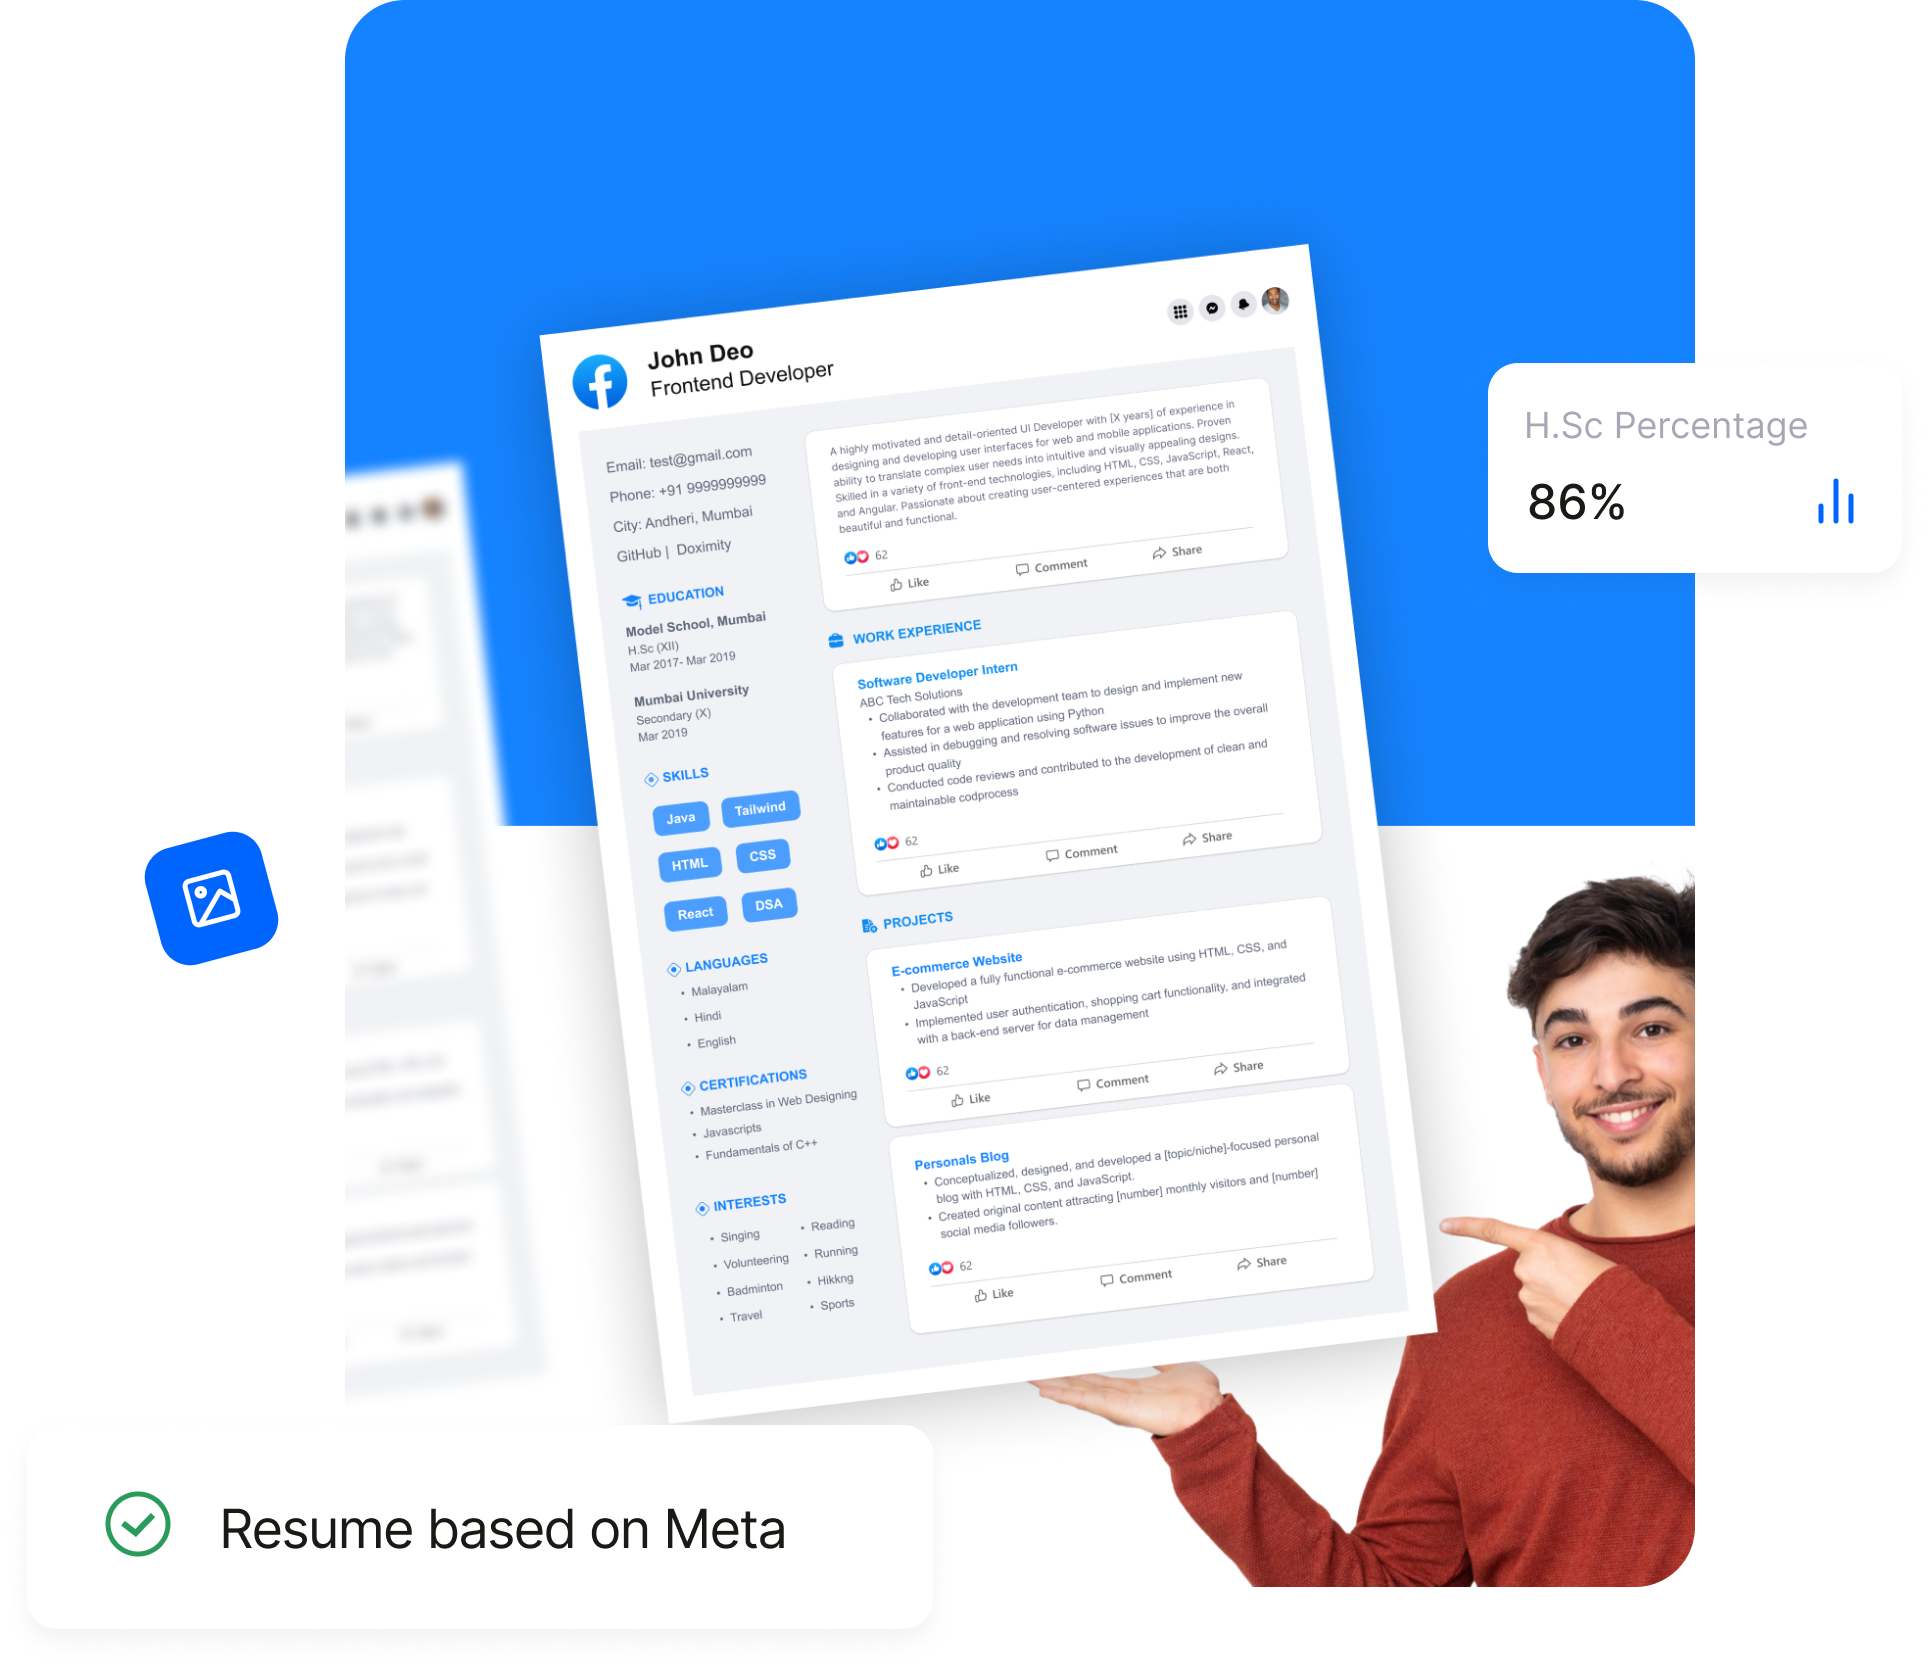 John Deo
Frontend Developer
Email: test@gmail.com
Phone: +91 9999999999
City: Andheri, Mumbai
GitHub | Doximity
EDUCATION
Model School, Mumbai
H.Sc (XII)
Mar 2017- Mar 2019
Mumbai University
Secondary (X)
Mar 2019
SKILLS
Java Tailwind
HTML CSS
React DSA
LANGUAGES
• Malayalam
• Hindi
• English
CERTIFICATIONS
• Masterclass in Web Designing
• Javascripts
• Fundamentals of C++
INTERESTS
• Singing • Reading
• Volunteering • Running
• Badminton • Hikkng
• Travel • Sports
A highly motivated and detail-oriented UI Developer with [X years] of experience in
designing and developing user interfaces for web and mobile applications. Proven
ability to translate complex user needs into intuitive and visually appealing designs.
Skilled in a variety of front-end technologies, including HTML, CSS, JavaScript, React,
and Angular. Passionate about creating user-centered experiences that are both
beautiful and functional.
62
Like Comment Share
WORK EXPERIENCE
Software Developer Intern
ABC Tech Solutions
• Collaborated with the development team to design and implement new
features for a web application using Python
• Assisted in debugging and resolving software issues to improve the overall
product quality
• Conducted code reviews and contributed to the development of clean and
maintainable codprocess
62
Like Comment Share
PROJECTS
E-commerce Website
• Developed a fully functional e-commerce website using HTML, CSS, and
JavaScript
• Implemented user authentication, shopping cart functionality, and integrated
with a back-end server for data management
62
Like Comment Share
Personals Blog
• Conceptualized, designed, and developed a [topic/niche]-focused personal
blog with HTML, CSS, and JavaScript.
• Created original content attracting [number] monthly visitors and [number]
social media followers.
62
Like Comment Share
H.Sc Percentage
86%
Resume based on Meta